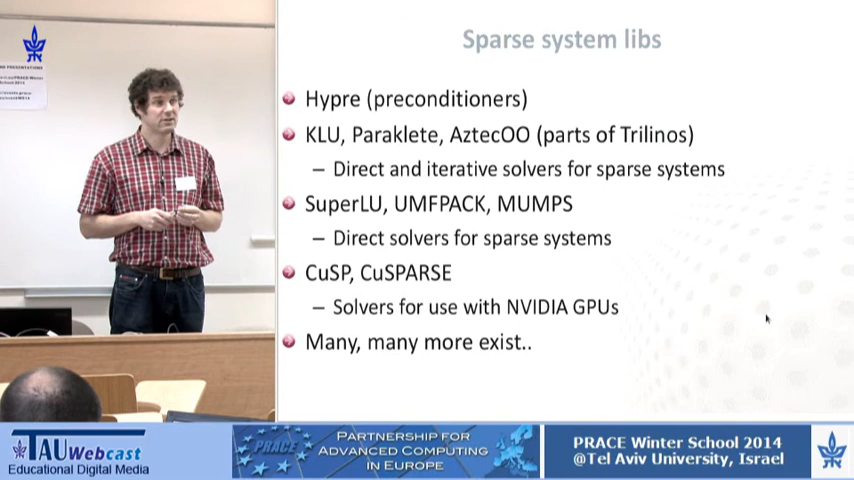 Sparse system libs
Hypre (preconditioners)
KLU, Paraklete, AztecOO (parts of Trilinos)
– Direct and iterative solvers for sparse systems
SuperLU, UMFPACK, MUMPS
– Direct solvers for sparse systems
CuSP, CuSPARSE
– Solvers for use with NVIDIA GPUs
Many, many more exist..
TAU Webcast
Educational Digital Media
PRACE
PARTNERSHIP FOR
ADVANCED COMPUTING
IN EUROPE
PRACE Winter School 2014
@Tel Aviv University, Israel